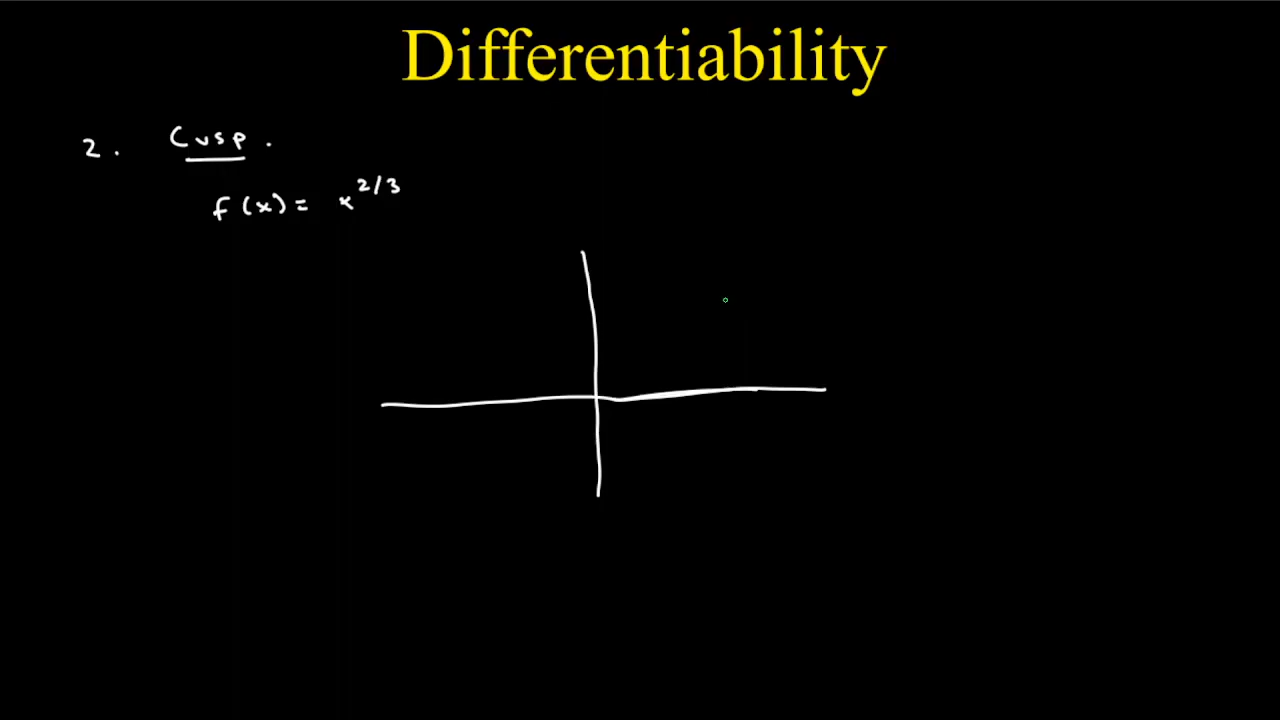 Differentiability
2. Cusp.
f(x) = x^{2/3}